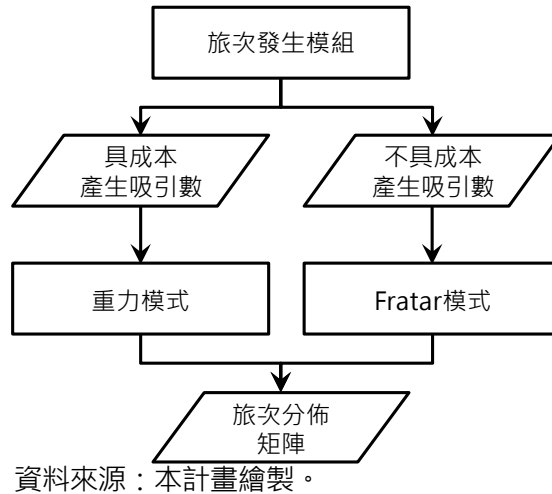 旅次發生模組
具成本
產生吸引數
不具成本
產生吸引數
重力模式
Fratar模式
旅次分佈
矩陣
資料來源：本計畫繪製。